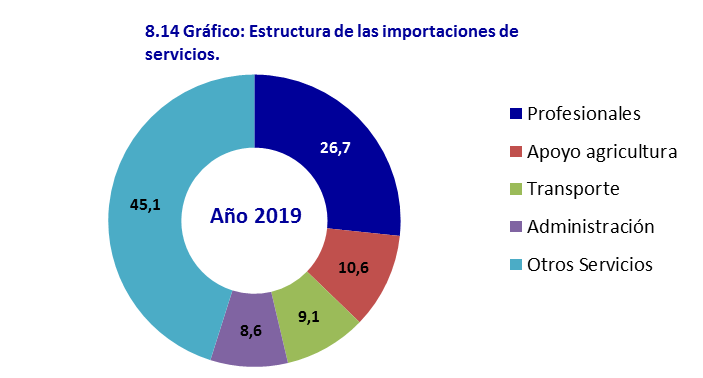 8.14 Gráfico: Estructura de las importaciones de
servicios.
26,7
10,6
9,1
8,6
45,1
Año 2019
Profesionales
Apoyo agricultura
Transporte
Administración
Otros Servicios